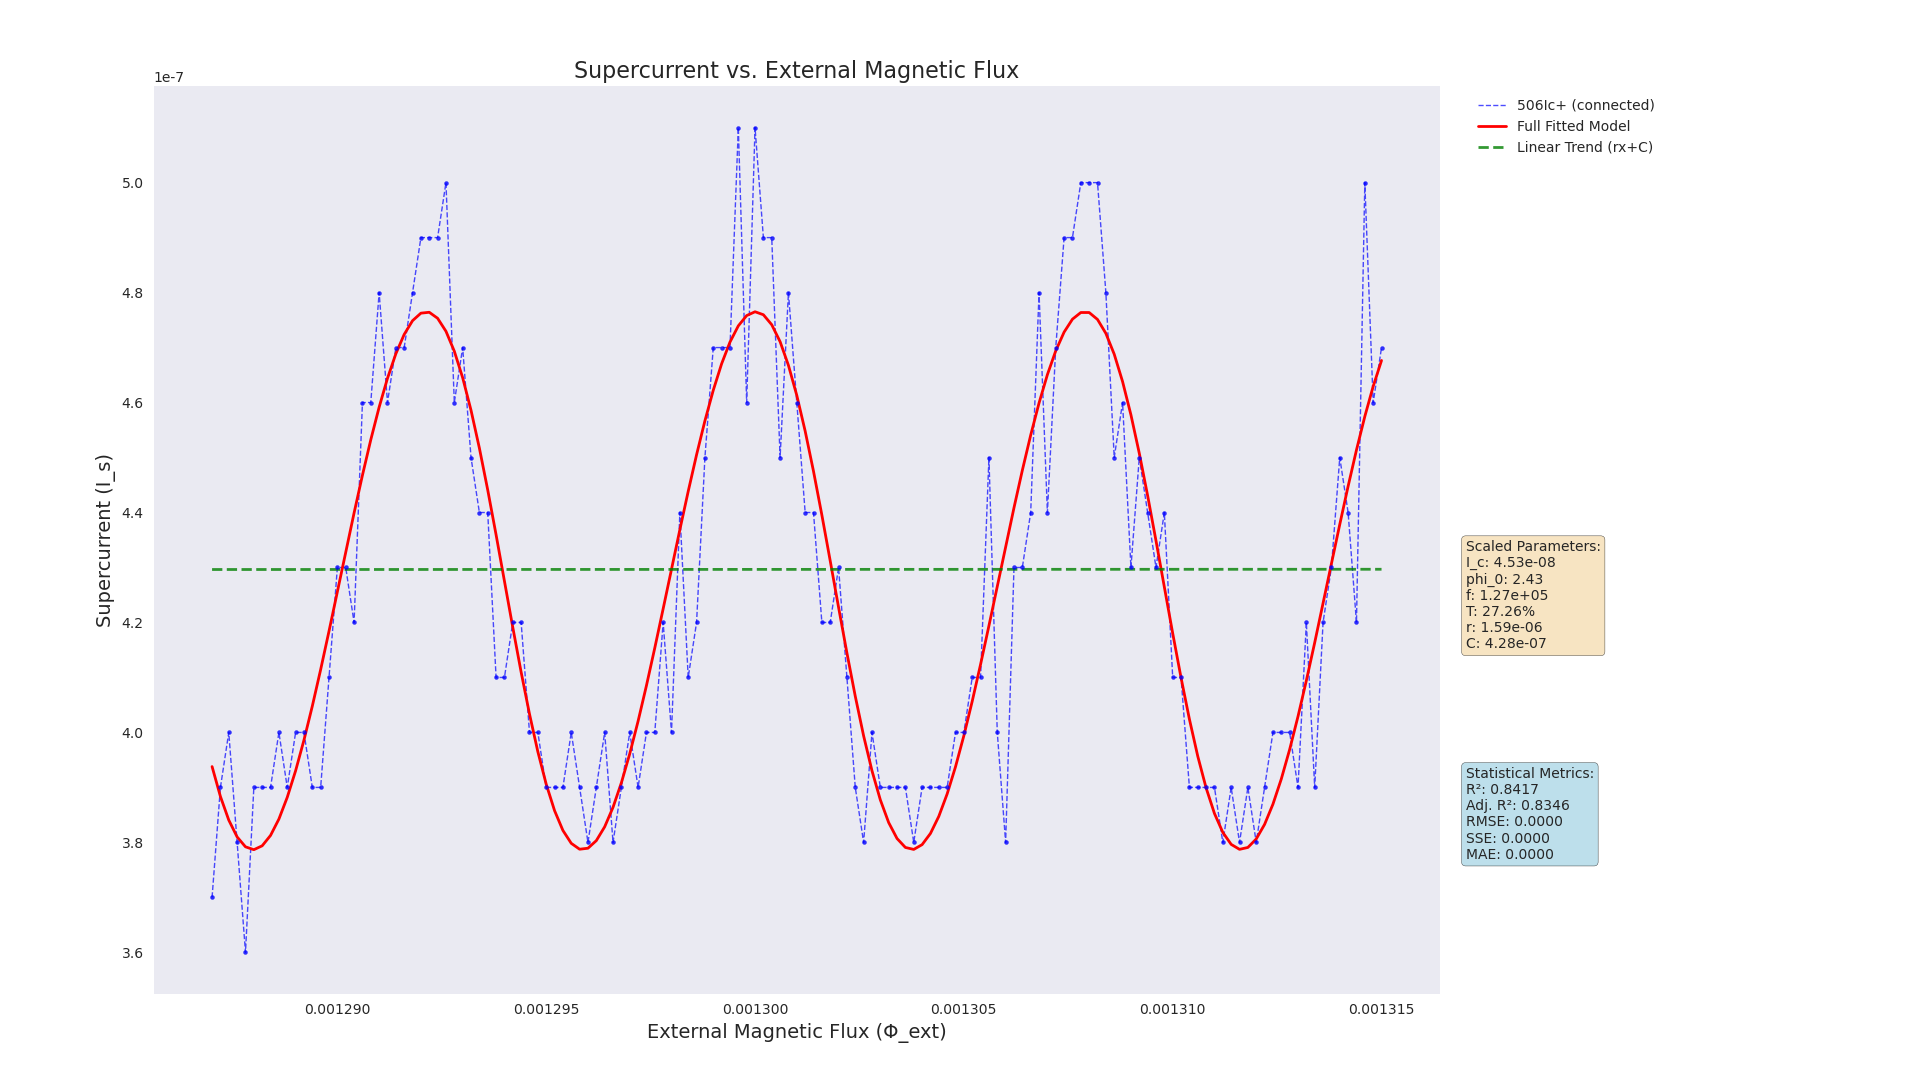 Supercurrent vs. External Magnetic Flux
1e-7
5.0
4.8
4.6
4.4
4.2
4.0
3.8
3.6
Supercurrent (I_s)
0.001290 0.001295 0.001300 0.001305 0.001310 0.001315
External Magnetic Flux (Φ_ext)
506Ic+ (connected)
Full Fitted Model
Linear Trend (rx+C)
Scaled Parameters:
I_c: 4.53e-08
phi_0: 2.43
f: 1.27e+05
T: 27.26%
r: 1.59e-06
C: 4.28e-07
Statistical Metrics:
R²: 0.8417
Adj. R²: 0.8346
RMSE: 0.0000
SSE: 0.0000
MAE: 0.0000